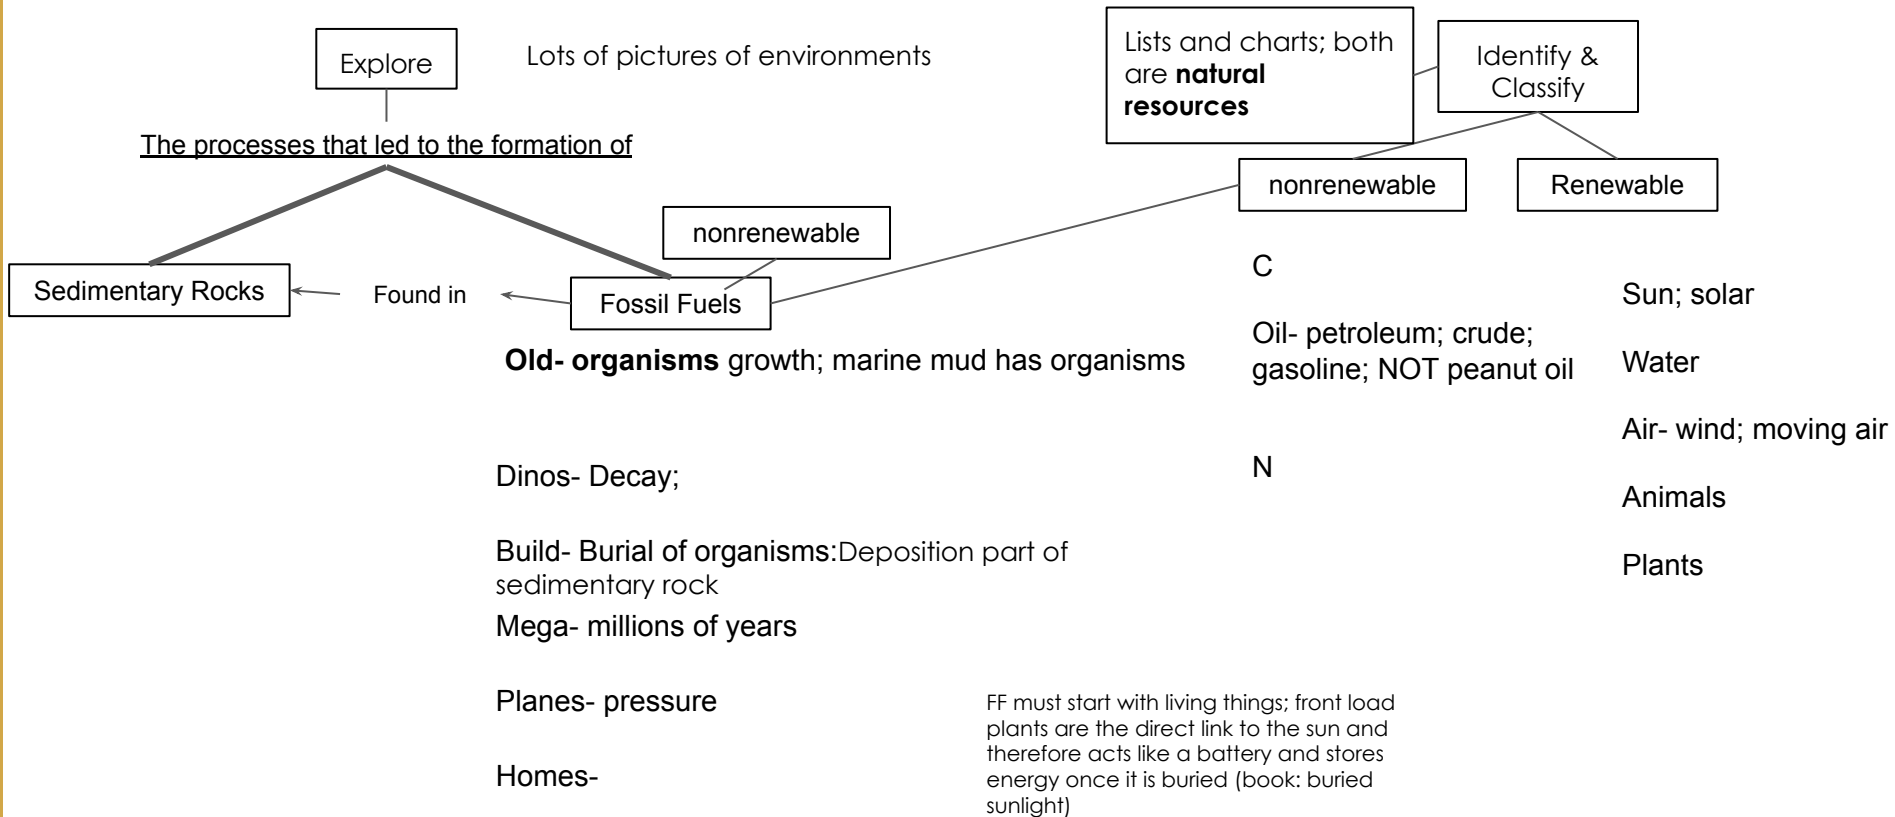 Explore
Lots of pictures of environments
Lists and charts; both
are natural
resources
Identify &
Classify
The processes that led to the formation of
nonrenewable
Renewable
nonrenewable
Sedimentary Rocks
Found in
Fossil Fuels
Old- organisms growth; marine mud has organisms
Dinos- Decay;
Build- Burial of organisms:Deposition part of
sedimentary rock
Mega- millions of years
Planes- pressure
Homes-
FF must start with living things; front load
plants are the direct link to the sun and
therefore acts like a battery and stores
energy once it is buried (book: buried
sunlight)
C
Oil- petroleum; crude;
gasoline; NOT peanut oil
N
Sun; solar
Water
Air- wind; moving air
Animals
Plants